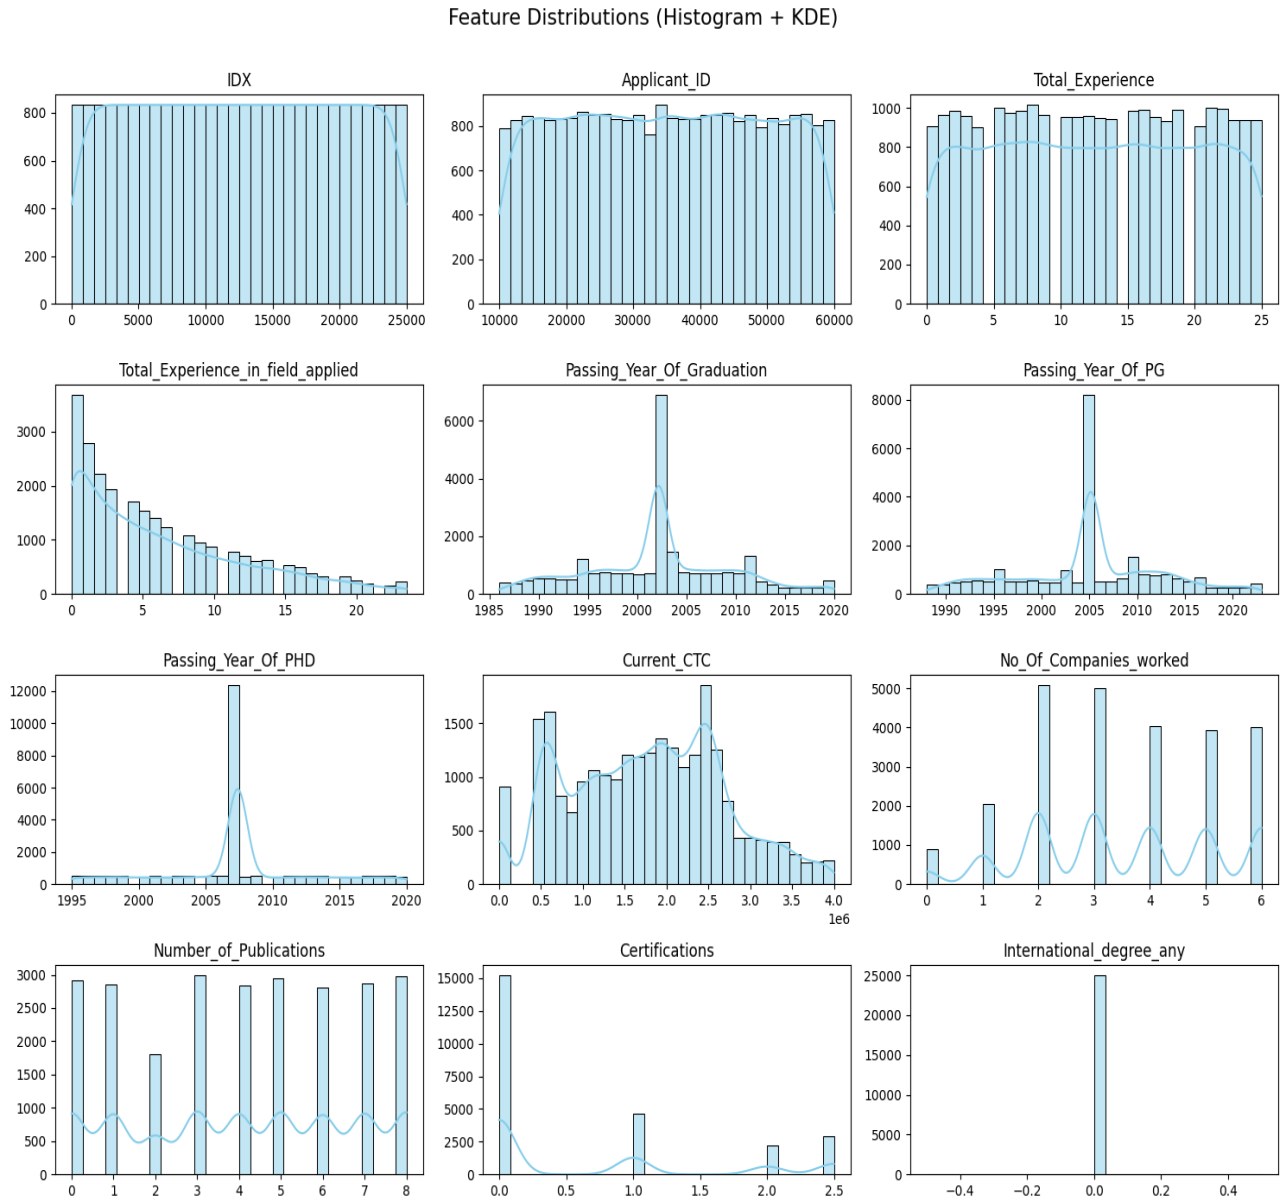 Feature Distributions (Histogram + KDE)
IDX
800
600
400
200
0
0 5000 10000 15000 20000 25000
Applicant_ID
800
600
400
200
0
10000 20000 30000 40000 50000 60000
Total_Experience
1000
800
600
400
200
0
0 5 10 15 20 25
Total_Experience_in_field_applied
3000
2000
1000
0
0 5 10 15 20
Passing_Year_Of_Graduation
6000
4000
2000
0
1985 1990 1995 2000 2005 2010 2015 2020
Passing_Year_Of_PG
8000
6000
4000
2000
0
1990 1995 2000 2005 2010 2015 2020
Passing_Year_Of_PHD
12000
10000
8000
6000
4000
2000
0
1995 2000 2005 2010 2015 2020
Current_CTC
1500
1000
500
0
0.0 0.5 1.0 1.5 2.0 2.5 3.0 3.5 4.0
1e6
No_Of_Companies_worked
5000
4000
3000
2000
1000
0
0 1 2 3 4 5 6
Number_of_Publications
3000
2500
2000
1500
1000
500
0
0 1 2 3 4 5 6 7 8
Certifications
15000
12500
10000
7500
5000
2500
0
0.0 0.5 1.0 1.5 2.0 2.5
International_degree_any
25000
20000
15000
10000
5000
0
−0.4 −0.2 0.0 0.2 0.4